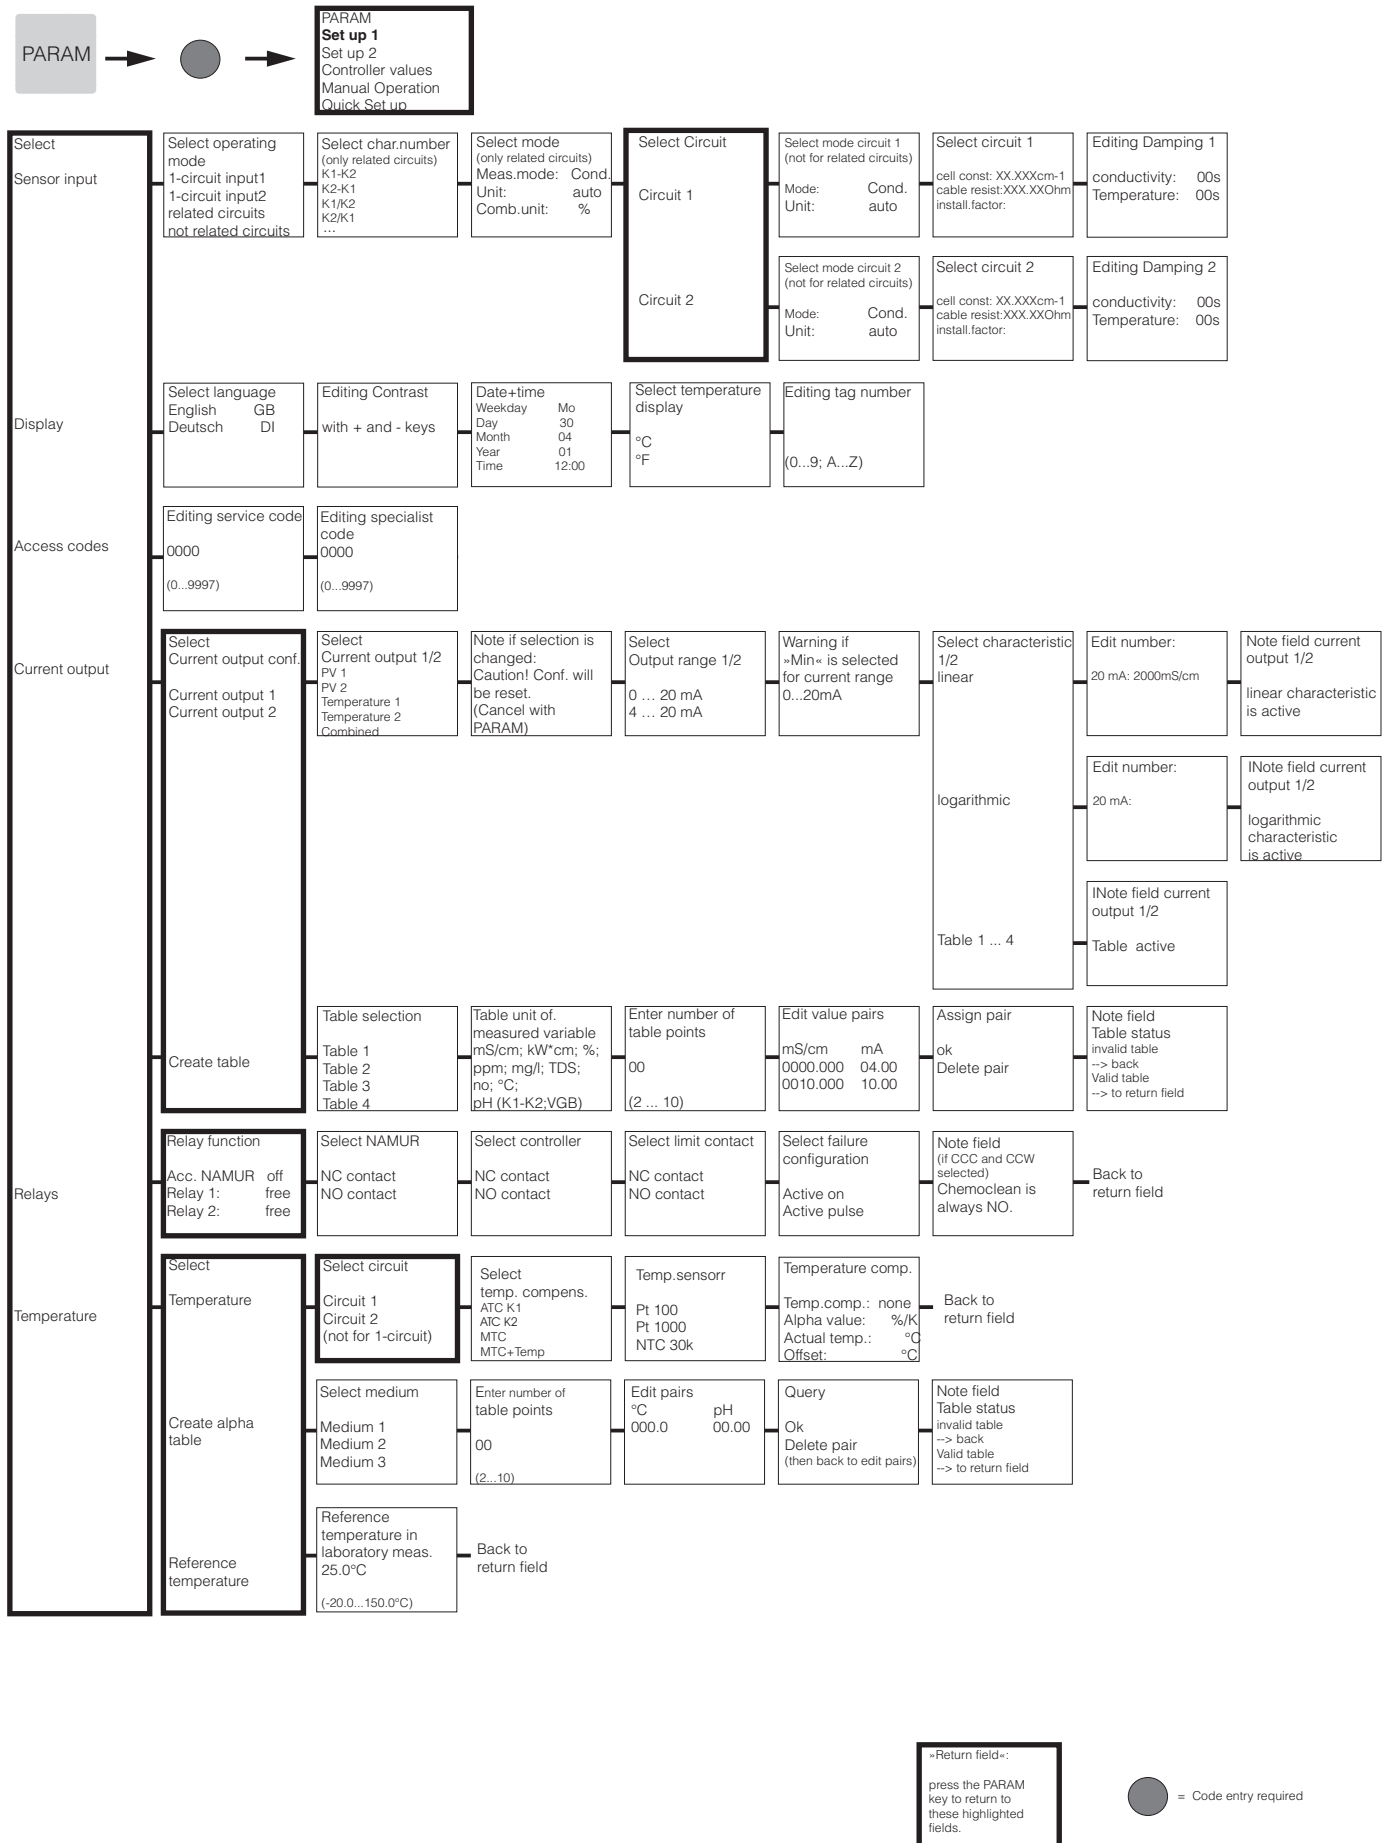 PARAM
PARAM
Set up 1
Set up 2
Controller values
Manual Operation
Quick Set up
Select
Sensor input
Select operating
mode
1-circuit input1
1-circuit input2
related circuits
not related circuits
Select char.number
(only related circuits)
K1-K2
K2-K1
K1/K2
K2/K1
...
Select mode
(only related circuits)
Meas.mode: Cond.
Unit: auto
Comb.unit: %
Select Circuit
Circuit 1
Circuit 2
Select mode circuit 1
(not for related circuits)
Mode: Cond.
Unit: auto
Select circuit 1
cell const: XX.XXXcm-1
cable resist:XXX.XXOhm
install.factor:
Editing Damping 1
conductivity: 00s
Temperature: 00s
Select mode circuit 2
(not for related circuits)
Mode: Cond.
Unit: auto
Select circuit 2
cell const: XX.XXXcm-1
cable resist:XXX.XXOhm
install.factor:
Editing Damping 2
conductivity: 00s
Temperature: 00s
Display
Select language
English GB
Deutsch DI
Editing Contrast
with + and - keys
Date+time
Weekday Mo
Day 30
Month 04
Year 01
Time 12:00
Select temperature
display
°C
°F
Editing tag number
(0...9; A...Z)
Access codes
Editing service code
0000
(0...9997)
Editing specialist
code
0000
(0...9997)
Current output
Select
Current output conf.
Current output 1
Current output 2
Create table
Select
Current output 1/2
PV 1
PV 2
Temperature 1
Temperature 2
Combined
Note if selection is
changed:
Caution! Conf. will
be reset.
(Cancel with
PARAM)
Select
Output range 1/2
0 ... 20 mA
4 ... 20 mA
Warning if
»Min« is selected
for current range
0...20mA
Select characteristic
1/2
linear
logarithmic
Table 1 ... 4
Edit number:
20 mA: 2000mS/cm
Note field current
output 1/2
linear characteristic
is active
Edit number:
20 mA:
INote field current
output 1/2
logarithmic
characteristic
is active
INote field current
output 1/2
Table active
Table selection
Table 1
Table 2
Table 3
Table 4
Table unit of.
measured variable
mS/cm; kW*cm; %;
ppm; mg/l; TDS;
no; °C;
pH (K1-K2;VGB)
Enter number of
table points
00
(2 ... 10)
Edit value pairs
mS/cm mA
0000.000 04.00
0010.000 10.00
Assign pair
ok
Delete pair
Note field
Table status
invalid table
--> back
Valid table
--> to return field
Relays
Relay function
Acc. NAMUR off
Relay 1: free
Relay 2: free
Select NAMUR
NC contact
NO contact
Select controller
NC contact
NO contact
Select limit contact
NC contact
NO contact
Select failure
configuration
Active on
Active pulse
Note field
(if CCC and CCW
selected)
Chemoclean is
always NO.
Back to
return field
Temperature
Select
Temperature
Create alpha
table
Reference
temperature
Select circuit
Circuit 1
Circuit 2
(not for 1-circuit)
Select
temp. compens.
ATC K1
ATC K2
MTC
MTC+Temp
Temp.sensorr
Pt 100
Pt 1000
NTC 30k
Temperature comp.
Temp.comp.: none
Alpha value: %/K
Actual temp.: °C
Offset: °C
Back to
return field
Select medium
Medium 1
Medium 2
Medium 3
Enter number of
table points
00
(2...10)
Edit pairs
°C pH
000.0 00.00
Query
Ok
Delete pair
(then back to edit pairs)
Note field
Table status
invalid table
--> back
Valid table
--> to return field
Reference
temperature in
laboratory meas.
25.0°C
(-20.0...150.0°C)
Back to
return field
»Return field«:
press the PARAM
key to return to
these highlighted
fields.
= Code entry required